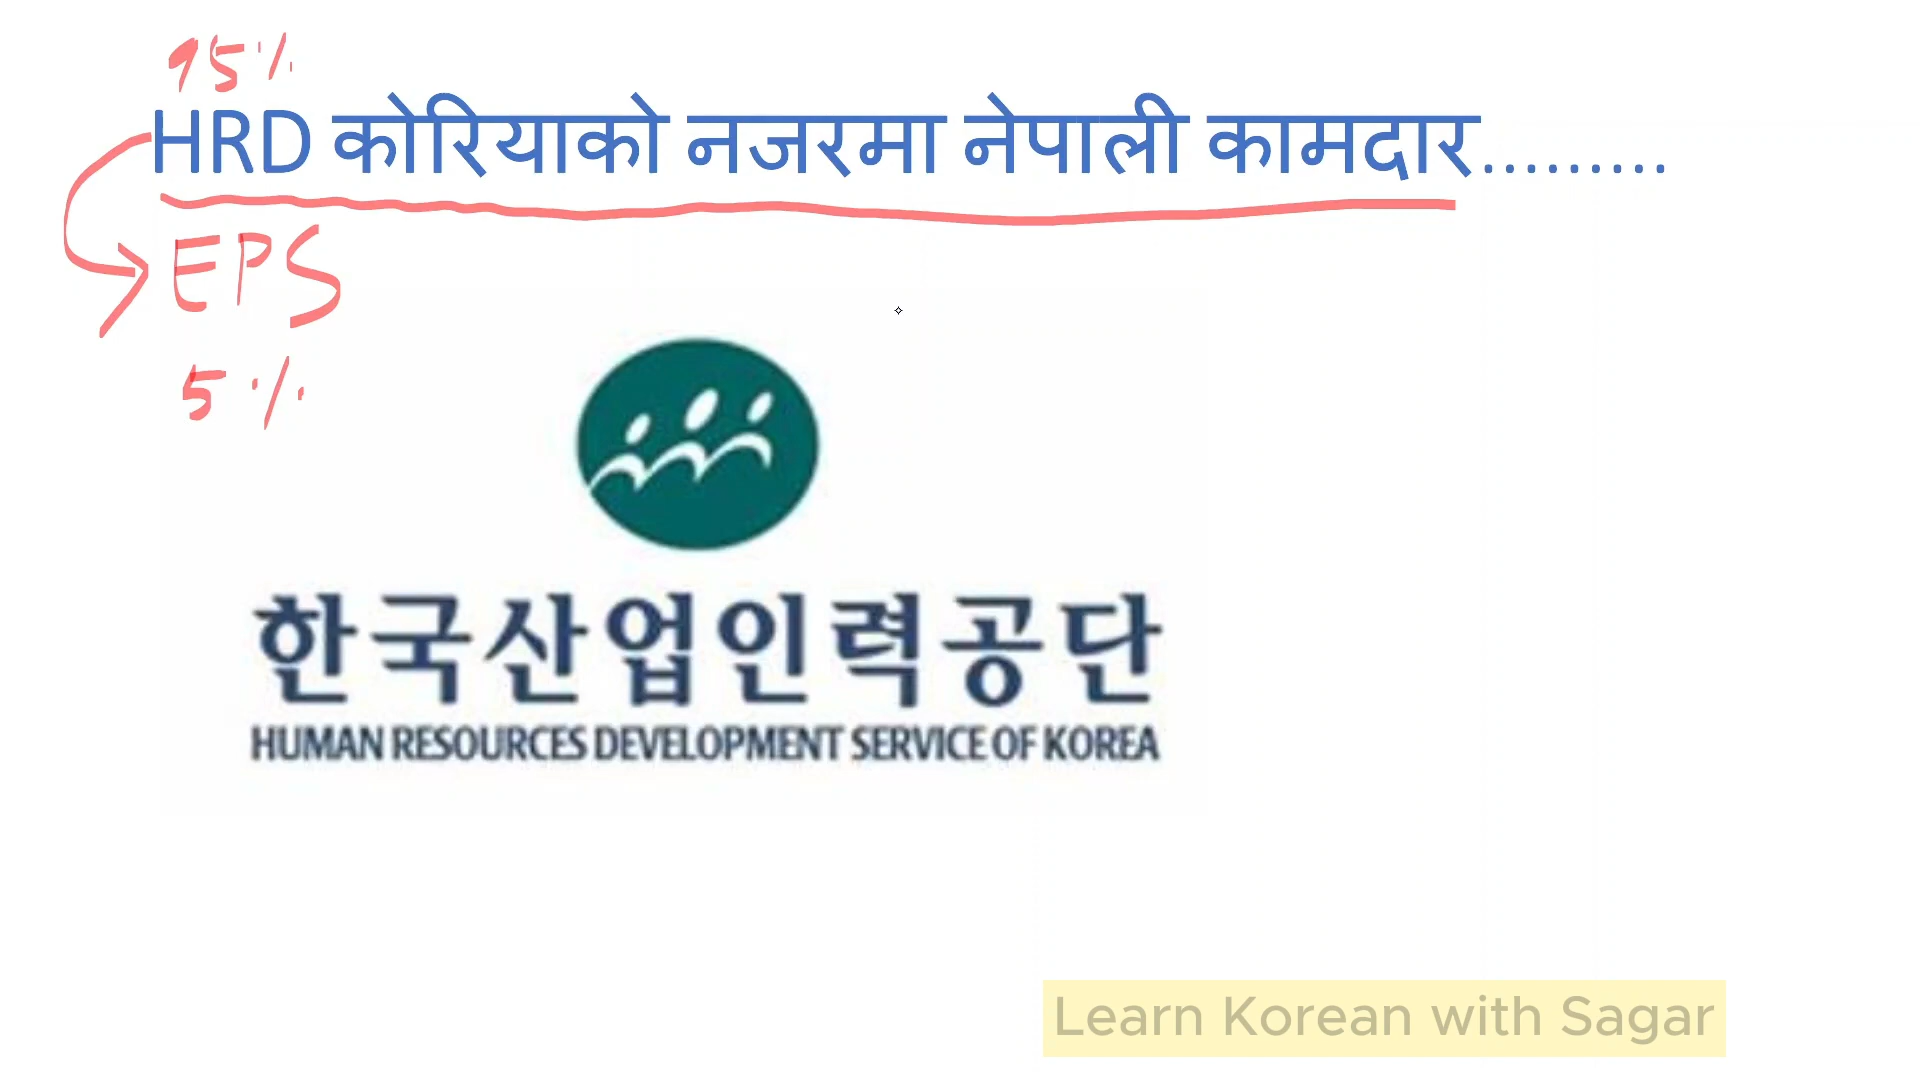 95%
HRD कोरियाको नजरमा नेपाली कामदार.........
EPS
5%
한국산업인력공단
HUMAN RESOURCES DEVELOPMENT SERVICE OF KOREA
Learn Korean with Sagar